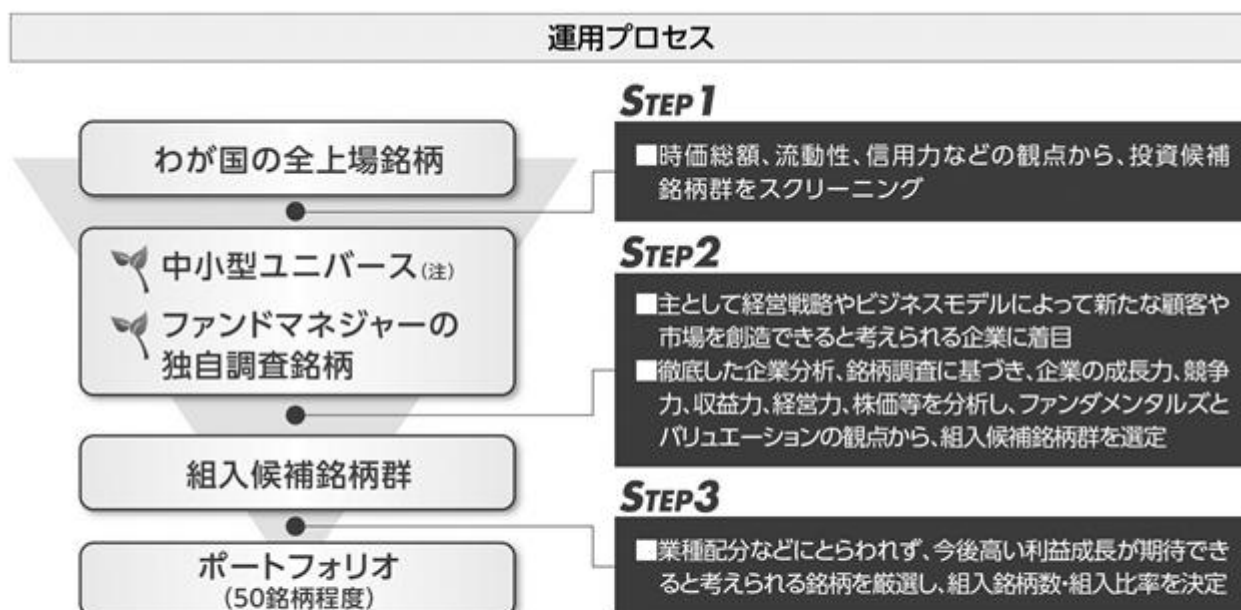 運用プロセス
わが国の全上場銘柄
STEP 1
■時価総額、流動性、信用力などの観点から、投資候補
銘柄群をスクリーニング
中小型ユニバース(注)
ファンドマネジャーの
独自調査銘柄
STEP2
■主として経営戦略やビジネスモデルによって新たな顧客や
市場を創造できると考えられる企業に着目
■徹底した企業分析、銘柄調査に基づき、企業の成長力、競争
力、収益力、経営力、株価等を分析し、ファンダメンタルズと
バリュエーションの観点から、組入候補銘柄群を選定
組入候補銘柄群
STEP3
■業種配分などにとらわれず、今後高い利益成長が期待でき
ると考えられる銘柄を厳選し、組入銘柄数・組入比率を決定
ポートフォリオ
(50銘柄程度)